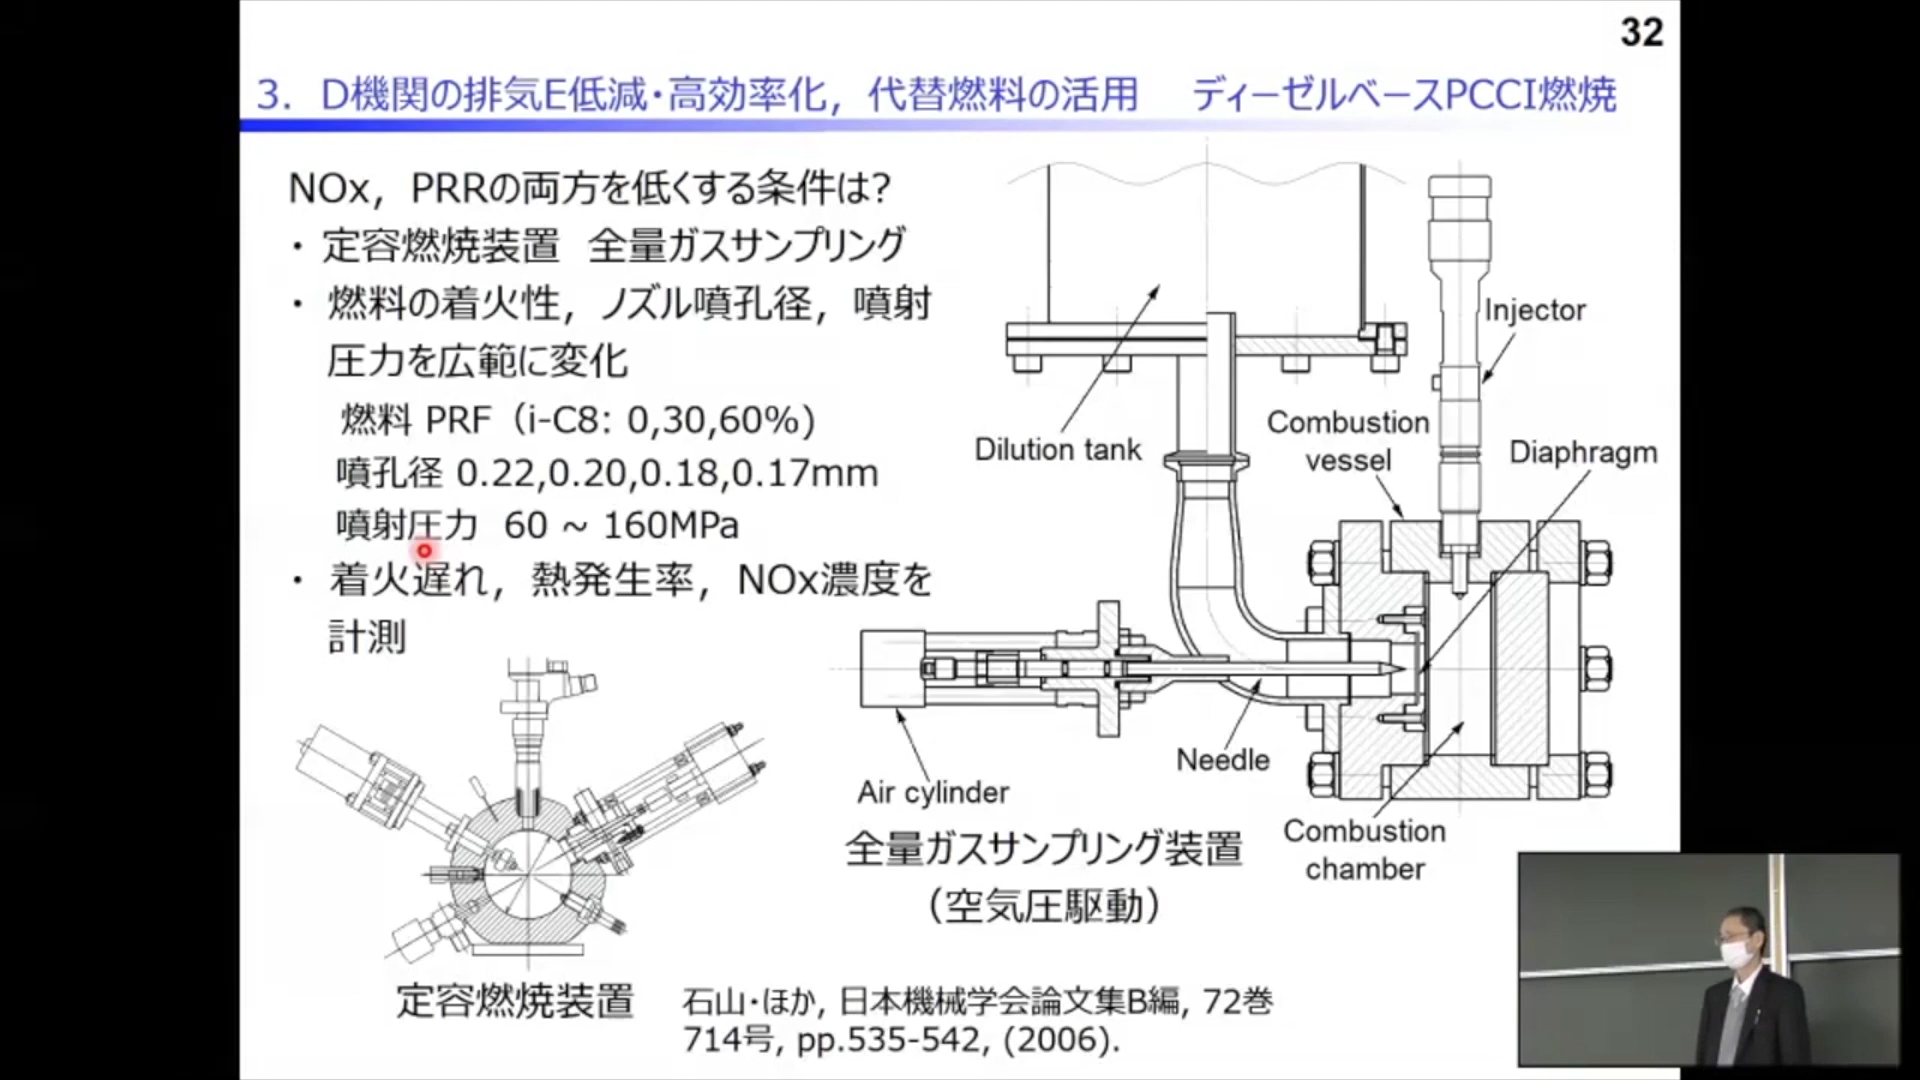 32
3. D機関の排気E低減・高効率化，代替燃料の活用 ディーゼルベースPCCI燃焼
NOx，PRRの両方を低くする条件は?
・ 定容燃焼装置 全量ガスサンプリング
・ 燃料の着火性，ノズル噴孔径，噴射
圧力を広範に変化
燃料 PRF（i-C8: 0,30,60%)
噴孔径 0.22,0.20,0.18,0.17mm
噴射圧力 60 ~ 160MPa
・ 着火遅れ，熱発生率，NOx濃度を
計測
定容燃焼装置
Injector
Combustion
vessel
Diaphragm
Dilution tank
Needle
Air cylinder
Combustion
chamber
全量ガスサンプリング装置
（空気圧駆動）
石山・ほか, 日本機械学会論文集B編, 72巻
714号, pp.535-542, (2006).